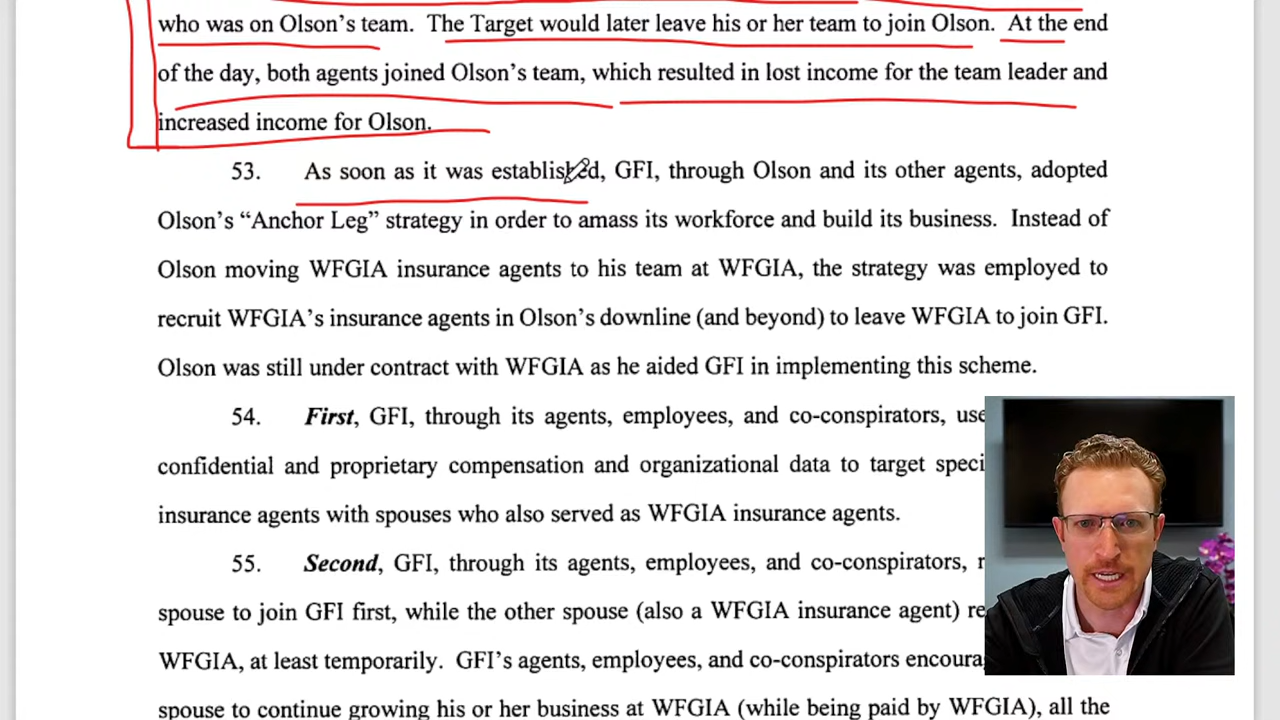 who was on Olson's team. The Target would later leave his or her team to join Olson. At the end
of the day, both agents joined Olson's team, which resulted in lost income for the team leader and
increased income for Olson.
53. As soon as it was established, GFI, through Olson and its other agents, adopted
Olson's “Anchor Leg” strategy in order to amass its workforce and build its business. Instead of
Olson moving WFGIA insurance agents to his team at WFGIA, the strategy was employed to
recruit WFGIA's insurance agents in Olson's downline (and beyond) to leave WFGIA to join GFI.
Olson was still under contract with WFGIA as he aided GFI in implementing this scheme.
54. First, GFI, through its agents, employees, and co-conspirators, use
confidential and proprietary compensation and organizational data to target speci
insurance agents with spouses who also served as WFGIA insurance agents.
55. Second, GFI, through its agents, employees, and co-conspirators, r
spouse to join GFI first, while the other spouse (also a WFGIA insurance agent) re
WFGIA, at least temporarily. GFI's agents, employees, and co-conspirators encoura
spouse to continue growing his or her business at WFGIA (while being paid by WFGIA), all the